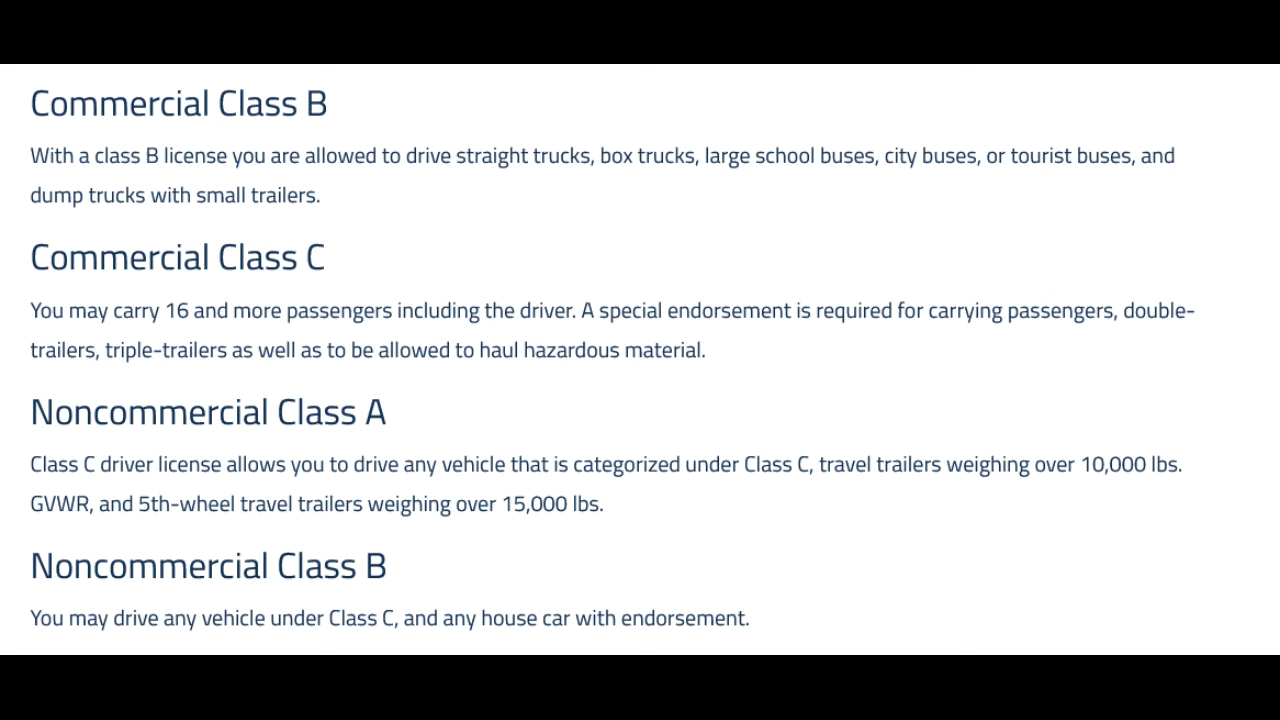 Commercial Class B
With a class B license you are allowed to drive straight trucks, box trucks, large school buses, city buses, or tourist buses, and
dump trucks with small trailers.
Commercial Class C
You may carry 16 and more passengers including the driver. A special endorsement is required for carrying passengers, double-
trailers, triple-trailers as well as to be allowed to haul hazardous material.
Noncommercial Class A
Class C driver license allows you to drive any vehicle that is categorized under Class C, travel trailers weighing over 10,000 lbs.
GVWR, and 5th-wheel travel trailers weighing over 15,000 lbs.
Noncommercial Class B
You may drive any vehicle under Class C, and any house car with endorsement.